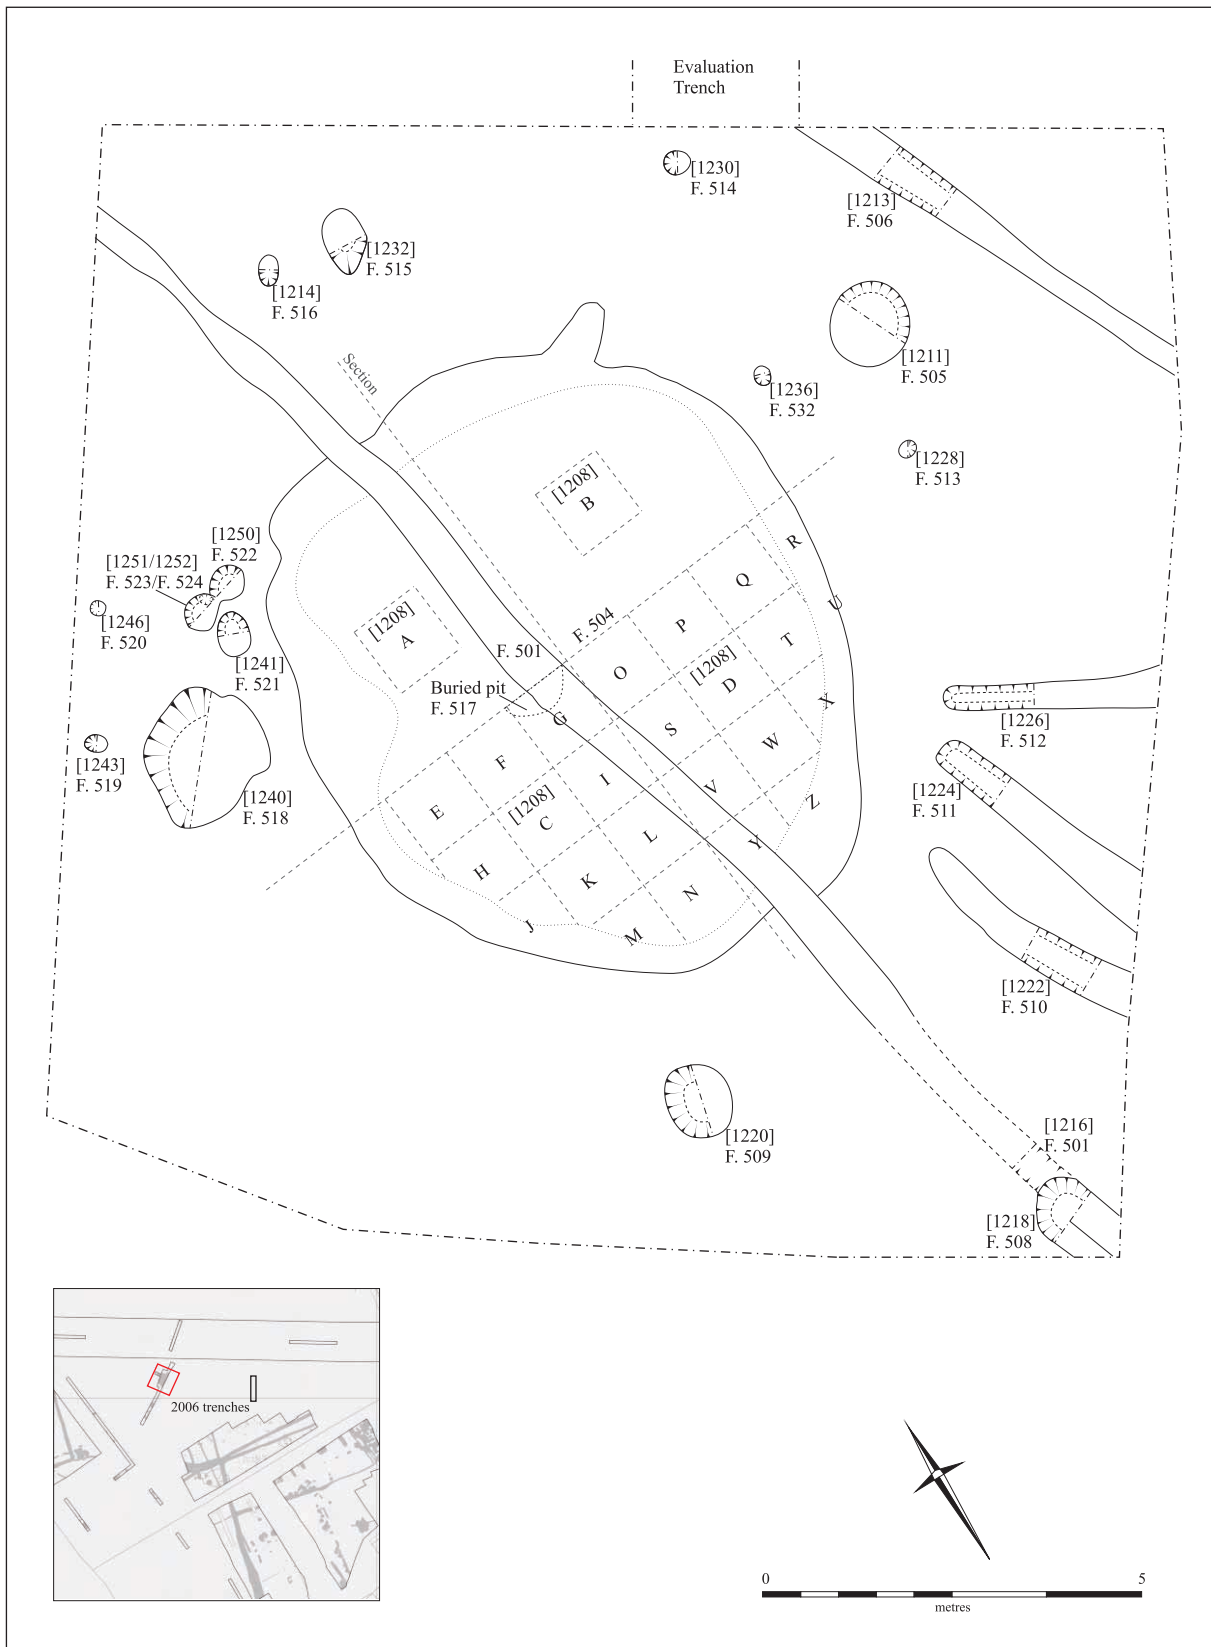 Evaluation
Trench
[1230]
F. 514
[1213]
F. 506
[1232]
F. 515
[1214]
F. 516
Section
[1211]
F. 505
[1236]
F. 532
[1228]
F. 513
[1208]
B
[1250]
F. 522
[1251/1252]
F. 523/F. 524
[1246]
F. 520
[1241]
F. 521
[1208]
A
F. 501
F. 504
R
Q
U
P
T
O
[1208]
D
X
S
W
Buried pit
F. 517
G
F
I
V
Z
[1208]
C
E
L
Y
H
K
N
J
M
[1243]
F. 519
[1240]
F. 518
[1226]
F. 512
[1224]
F. 511
[1222]
F. 510
[1220]
F. 509
[1216]
F. 501
[1218]
F. 508
2006 trenches
0
5
metres